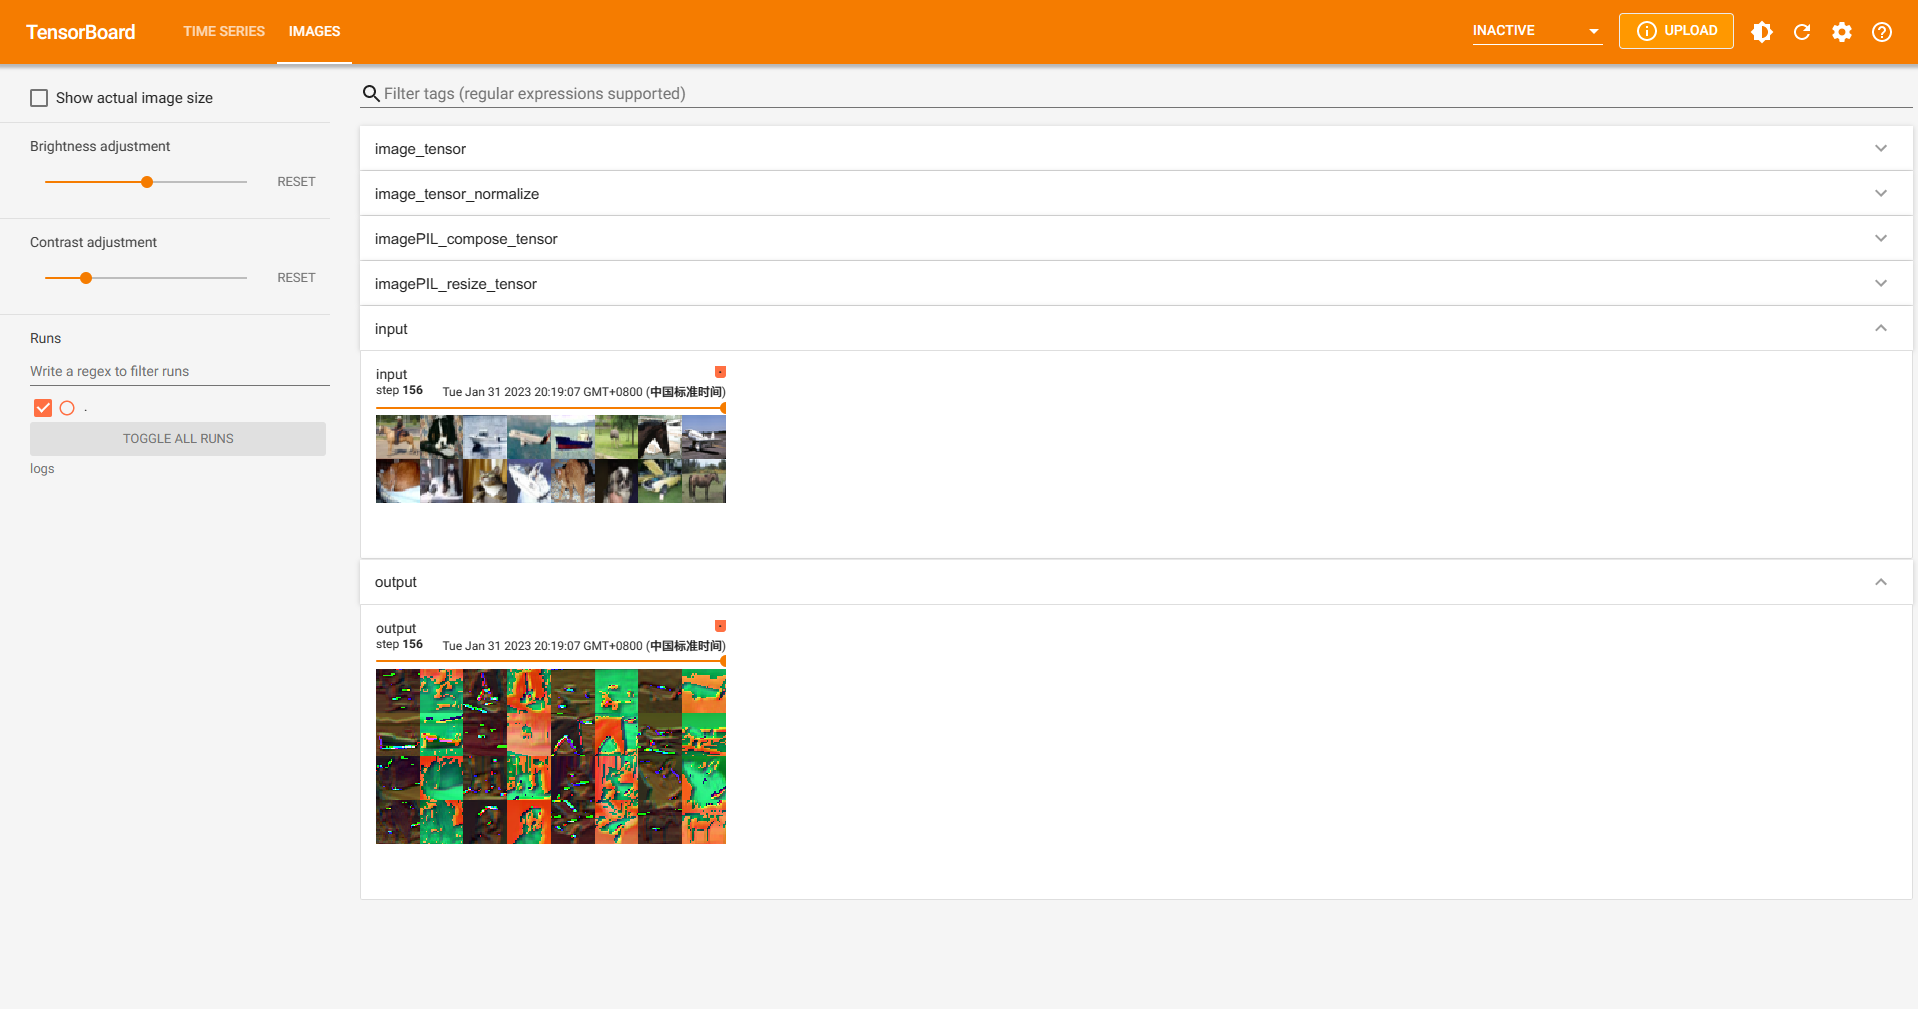 TensorBoard
TIME SERIES
IMAGES
INACTIVE
UPLOAD
Show actual image size
Brightness adjustment
RESET
Contrast adjustment
RESET
Runs
Write a regex to filter runs
.
TOGGLE ALL RUNS
logs
Filter tags (regular expressions supported)
image_tensor
image_tensor_normalize
imagePIL_compose_tensor
imagePIL_resize_tensor
input
input
step 156 Tue Jan 31 2023 20:19:07 GMT+0800 (中国标准时间)
output
output
step 156 Tue Jan 31 2023 20:19:07 GMT+0800 (中国标准时间)